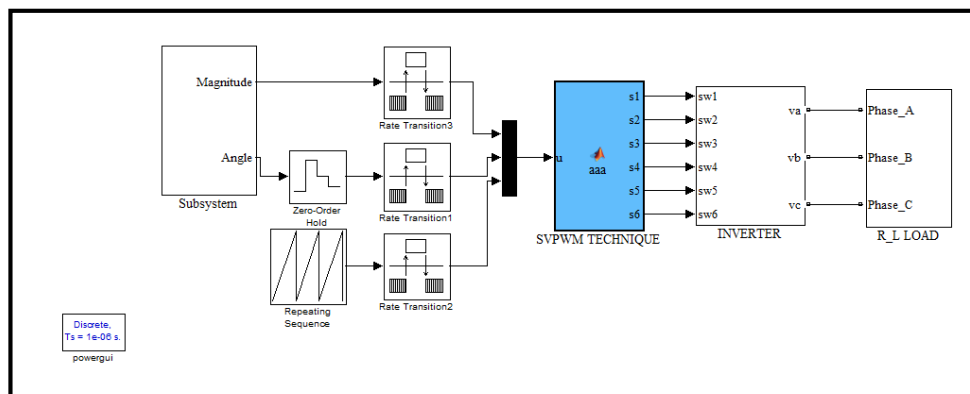 Magnitude
Angle
Subsystem
Zero-Order
Hold
Repeating
Sequence
Rate Transition3
Rate Transition1
Rate Transition2
u
aaa
s1
s2
s3
s4
s5
s6
SVPWM TECHNIQUE
sw1
sw2
sw3
sw4
sw5
sw6
va
vb
vc
INVERTER
Phase_A
Phase_B
Phase_C
R_L LOAD
Discrete,
Ts = 1e-06 s.
powergui